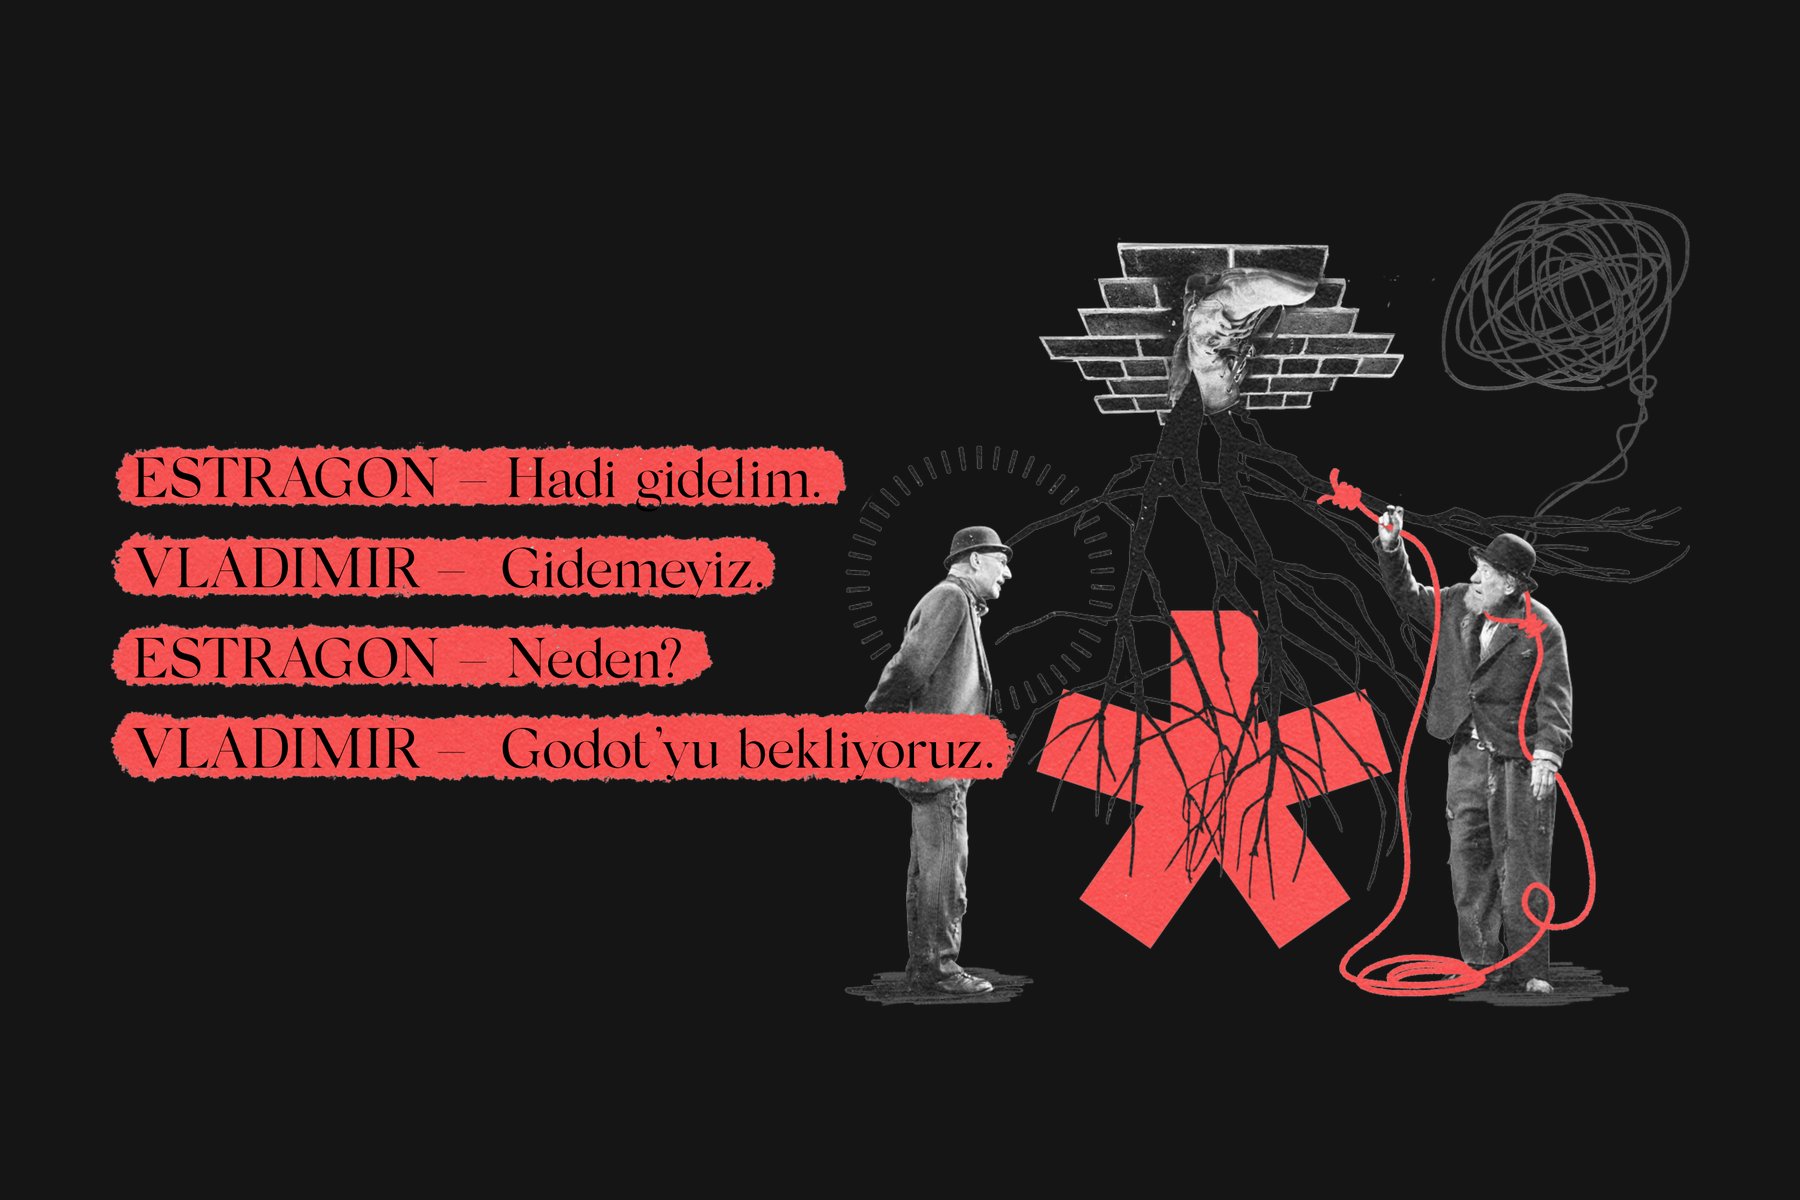 ESTRAGON – Hadi gidelim.
VLADIMIR – Gidemeyiz.
ESTRAGON – Neden?
VLADIMIR – Godot'yu bekliyoruz.